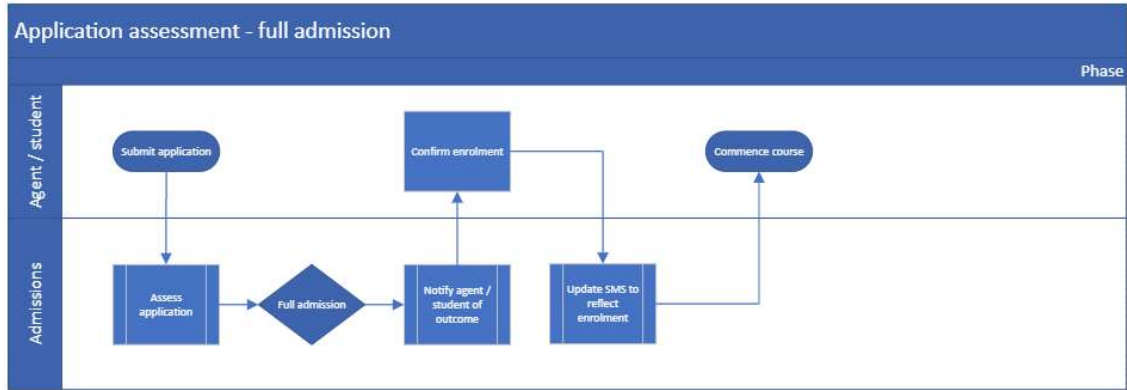 Application assessment - full admission
Phase
Agent / student
Submit application
Confirm enrolment
Commence course
Admissions
Assess
application
Full admission
Notify agent /
student of
outcome
Update SMS to
reflect
enrolment